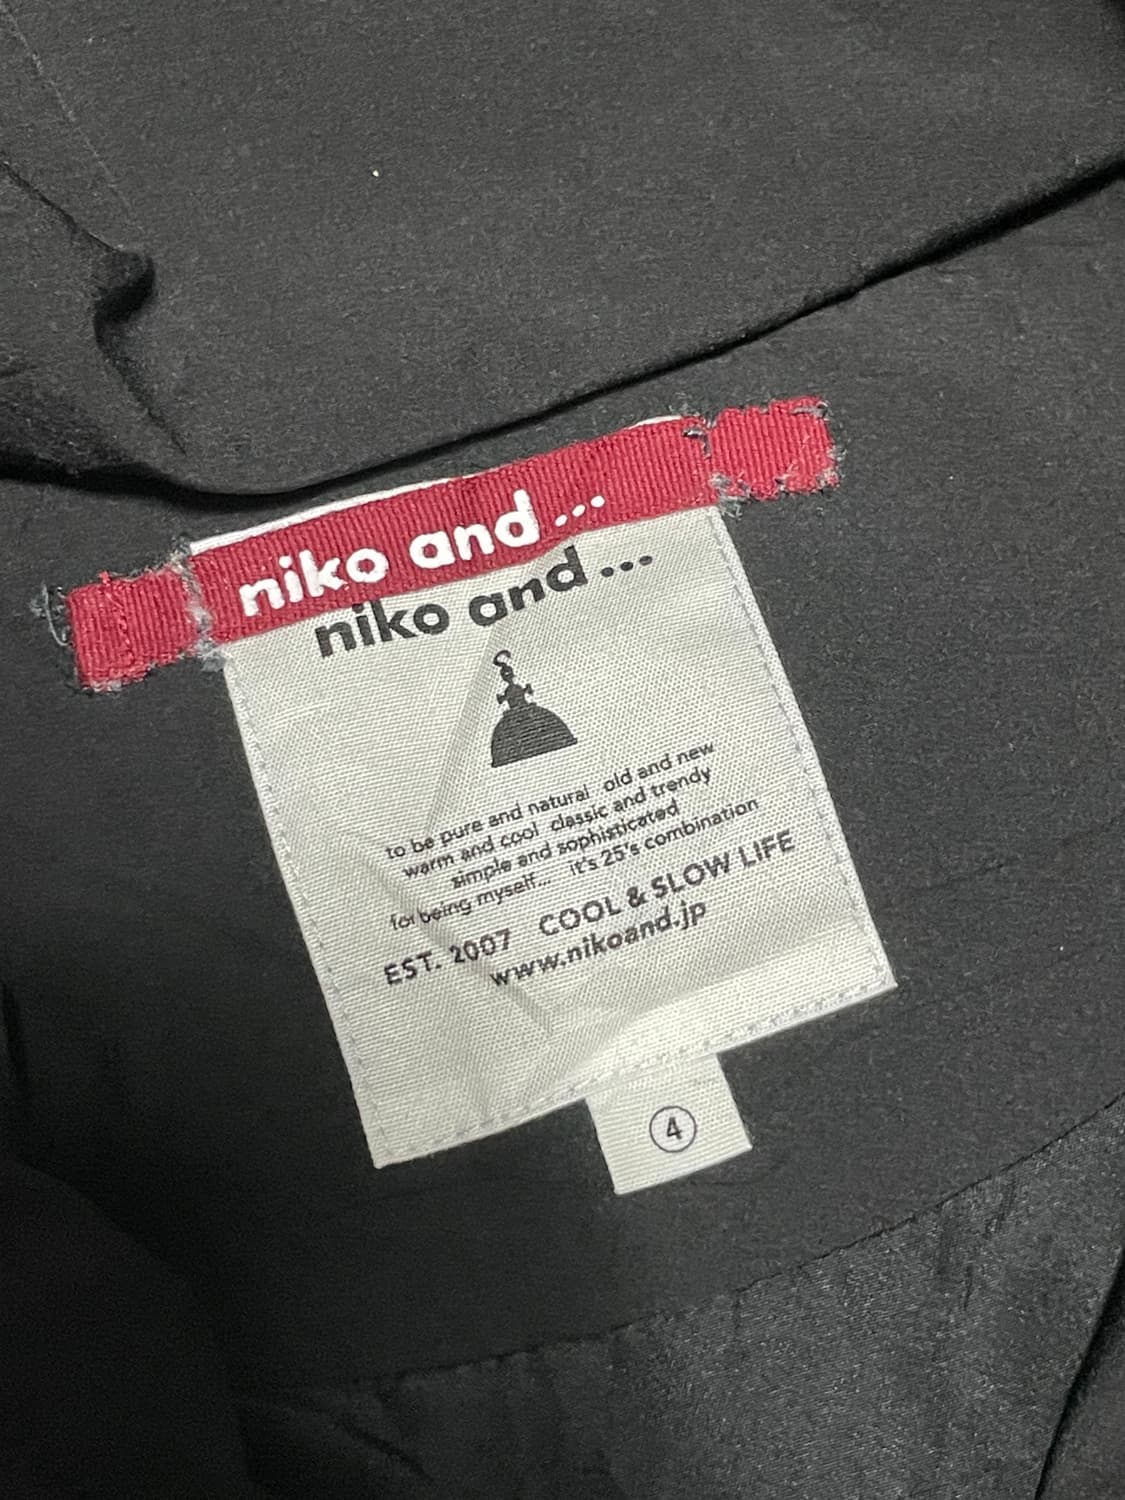 niko and ...
niko and ...
to be pure and natural old and new
warm and cool classic and trendy
simple and sophisticated
for being myself... it's 25's combination
EST. 2007 COOL & SLOW LIFE
www.nikoand.jp
④